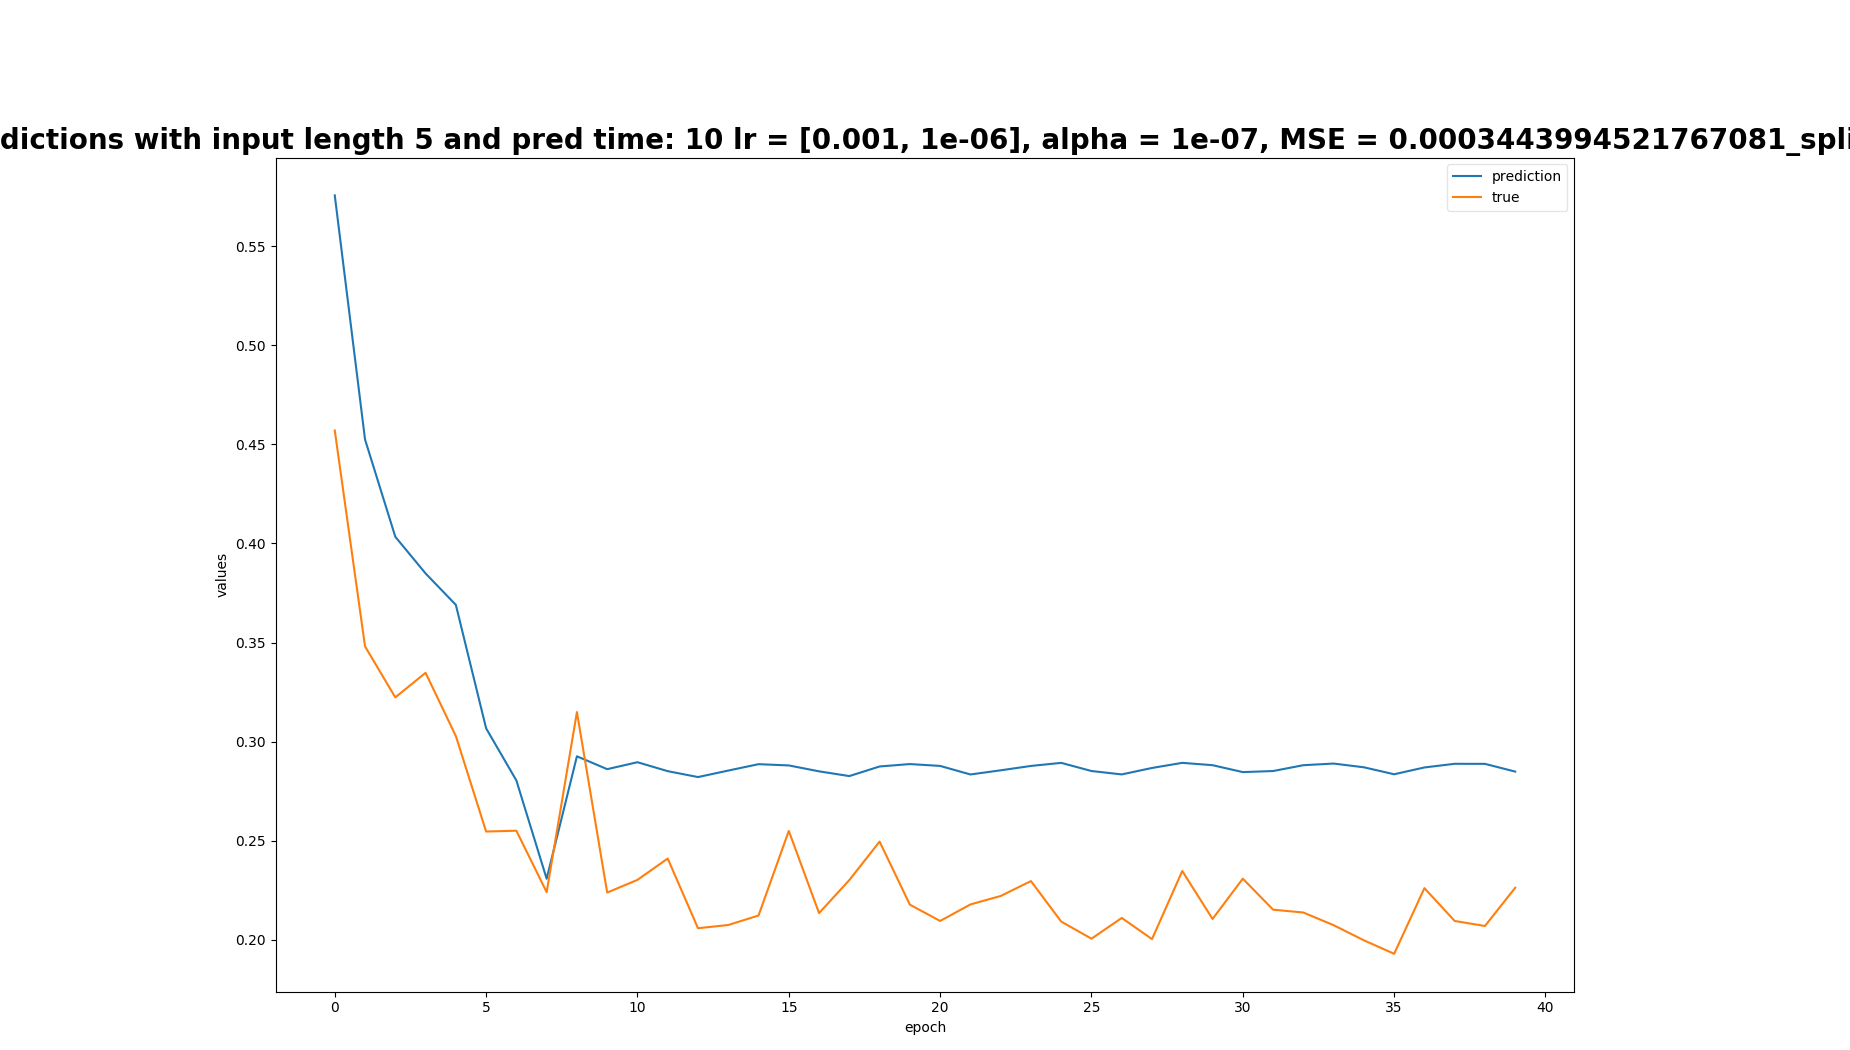 dictions with input length 5 and pred time: 10 lr = [0.001, 1e-06], alpha = 1e-07, MSE = 0.0003443994521767081_spli
prediction
true
0.55
0.50
0.45
0.40
0.35
0.30
0.25
0.20
values
0 5 10 15 20 25 30 35 40
epoch